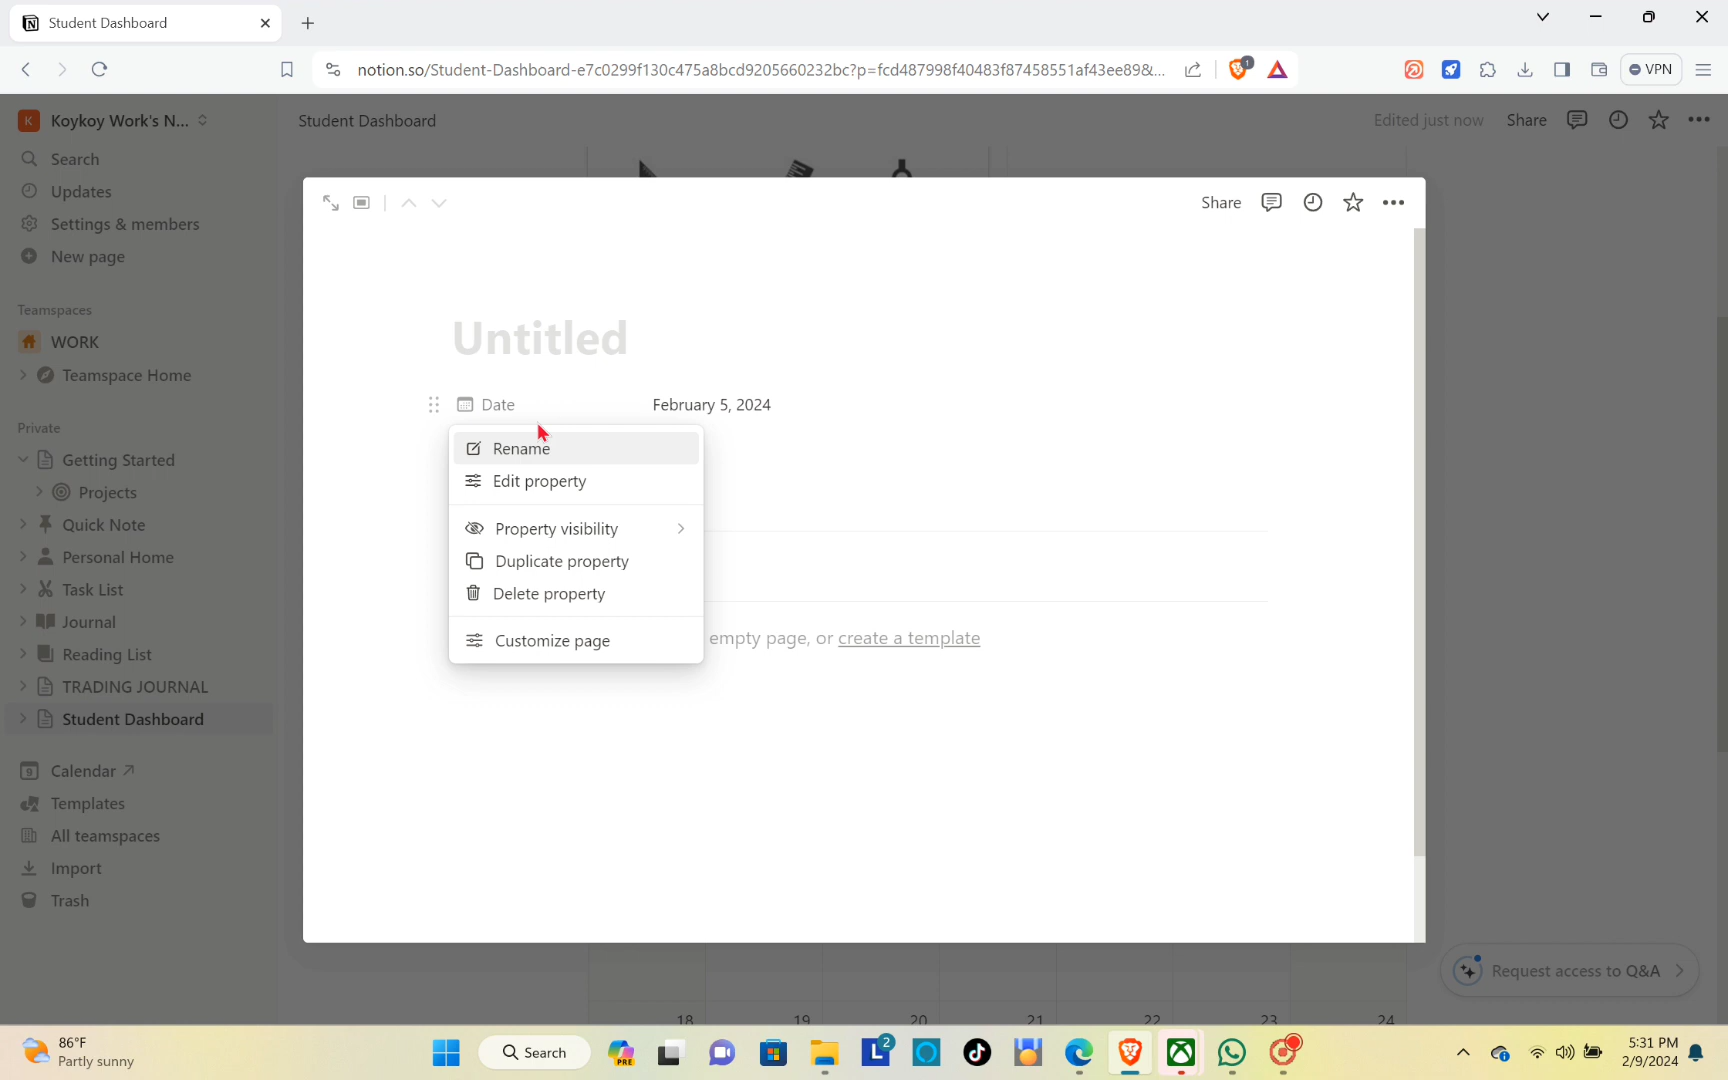 Student Dashboard
notion.so/Student-Dashboard-e7c0299f130c475a8bcd9205660232bc?p=fcd487998f40483f87458551af43ee89&...
1
VPN
K Koykoy Work's N...
Student Dashboard
Edited just now
Share
Search
Updates
Settings & members
New page
Teamspaces
WORK
Teamspace Home
Private
Getting Started
Projects
Quick Note
Personal Home
Task List
Journal
Reading List
TRADING JOURNAL
Student Dashboard
9 Calendar
Templates
All teamspaces
Import
Trash
Share
Untitled
Date
February 5, 2024
Rename
Edit property
Property visibility
Duplicate property
Delete property
Customize page
empty page, or create a template
Request access to Q&A
18 19 20 21 22 23 24
86°F
Partly sunny
Search
PRE
L
2
5:31 PM
2/9/2024